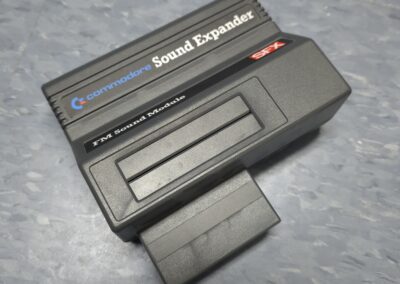 commodore Sound Expander
SFX
FM Sound Module